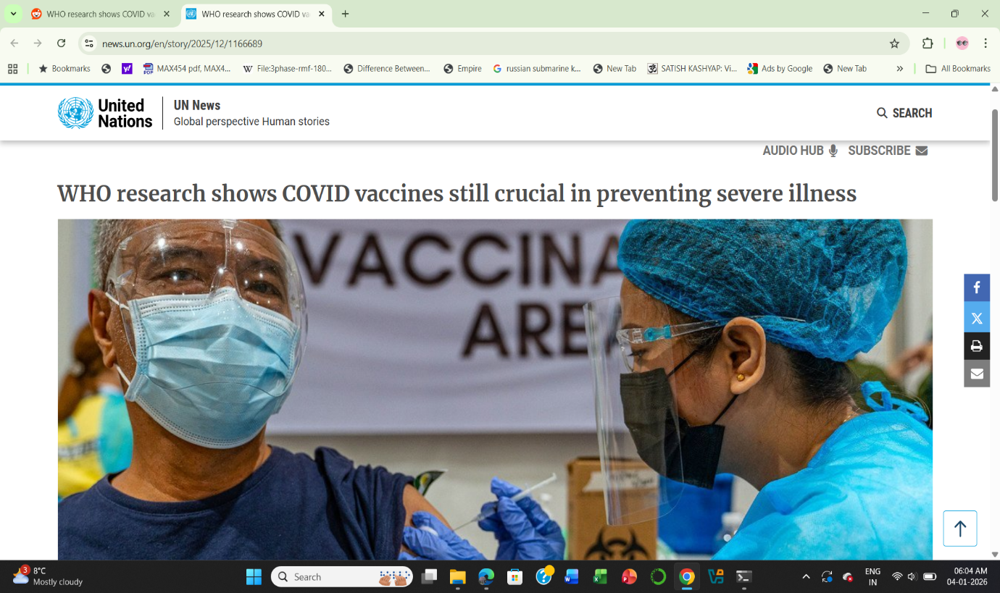 WHO research shows COVID va
WHO research shows COVID va
news.un.org/en/story/2025/12/1166689
Bookmarks
MAX454 pdf, MAX4...
File:3phase-rmf-180...
Difference Between...
Empire
russian submarine k...
New Tab
SATISH KASHYAP: Vi...
Ads by Google
New Tab
All Bookmarks
United
Nations
UN News
Global perspective Human stories
SEARCH
AUDIO HUB
SUBSCRIBE
WHO research shows COVID vaccines still crucial in preventing severe illness
VACCINA
AREA
3
8°C
Mostly cloudy
Search
ENG
IN
06:04 AM
04-01-2026